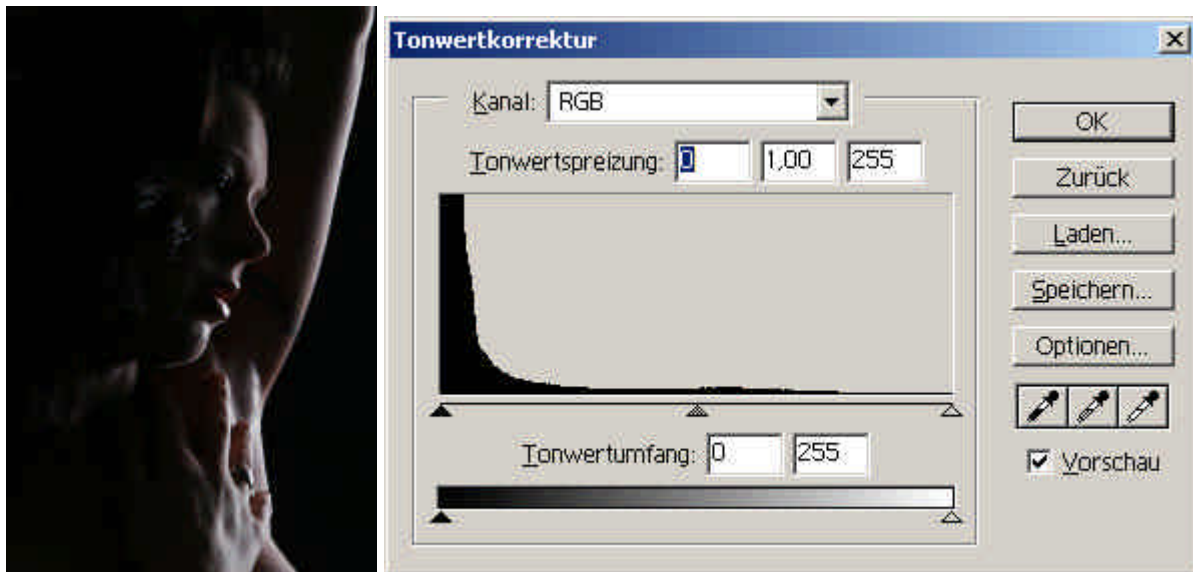 Tonwertkorrektur
Kanal: RGB
OK
Tonwertspreizung: 0 1,00 255
Zurück
Laden...
Speichern...
Optionen...
Tonwertumfang: 0 255
Vorschau